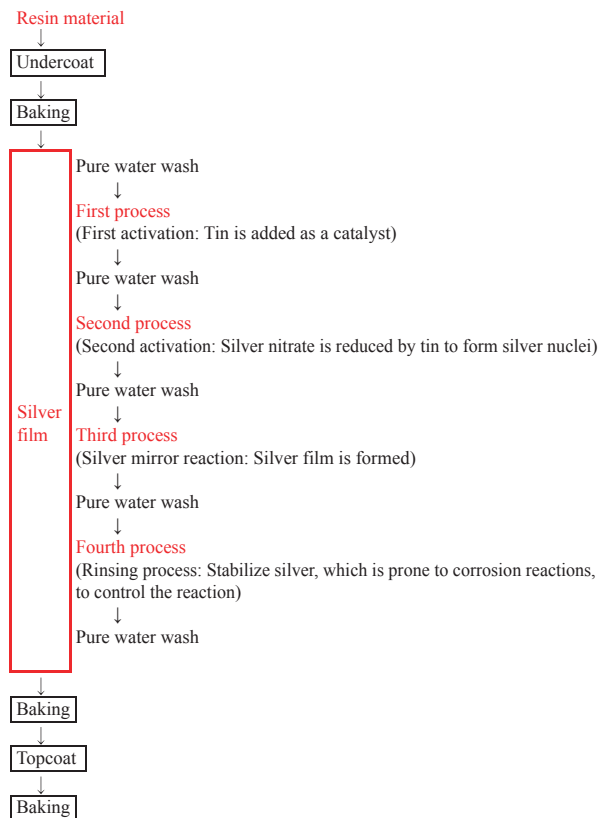 Resin material
↓
Undercoat
↓
Baking
↓
Pure water wash
↓
First process
(First activation: Tin is added as a catalyst)
↓
Pure water wash
↓
Second process
(Second activation: Silver nitrate is reduced by tin to form silver nuclei)
↓
Pure water wash
↓
Silver
film
Third process
(Silver mirror reaction: Silver film is formed)
↓
Pure water wash
↓
Fourth process
(Rinsing process: Stabilize silver, which is prone to corrosion reactions,
to control the reaction)
↓
Pure water wash
↓
Baking
↓
Topcoat
↓
Baking